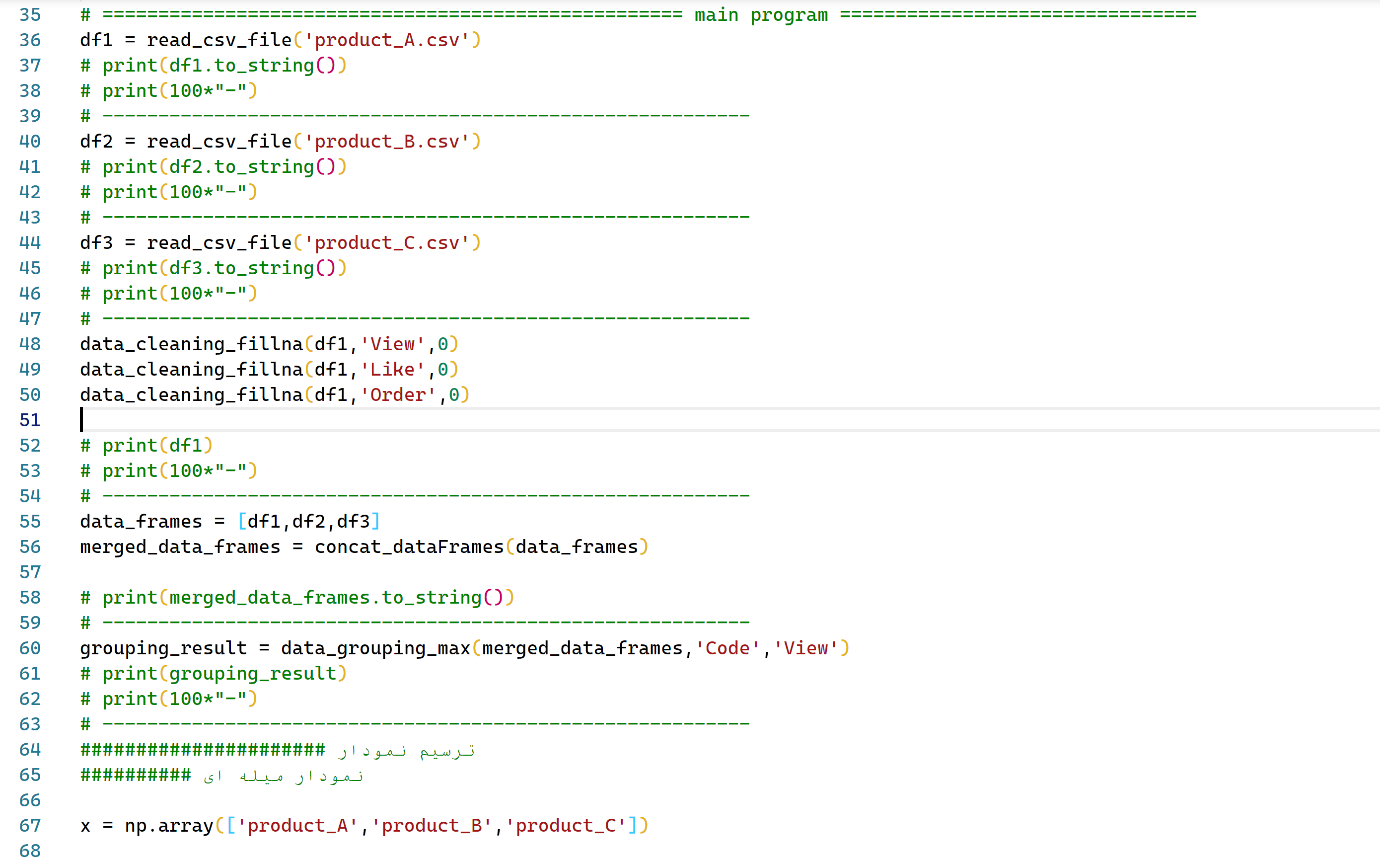 35 # ==================================================== main program ================================
36 df1 = read_csv_file('product_A.csv')
37 # print(df1.to_string())
38 # print(100*"-")
39 # ----------------------------------------------------------
40 df2 = read_csv_file('product_B.csv')
41 # print(df2.to_string())
42 # print(100*"-")
43 # ----------------------------------------------------------
44 df3 = read_csv_file('product_C.csv')
45 # print(df3.to_string())
46 # print(100*"-")
47 # ----------------------------------------------------------
48 data_cleaning_fillna(df1,'View',0)
49 data_cleaning_fillna(df1,'Like',0)
50 data_cleaning_fillna(df1,'Order',0)
51
52 # print(df1)
53 # print(100*"-")
54 # ----------------------------------------------------------
55 data_frames = [df1,df2,df3]
56 merged_data_frames = concat_dataFrames(data_frames)
57
58 # print(merged_data_frames.to_string())
59 # ----------------------------------------------------------
60 grouping_result = data_grouping_max(merged_data_frames,'Code','View')
61 # print(grouping_result)
62 # print(100*"-")
63 # ----------------------------------------------------------
64 ###################### ترسیم نمودار
65 ########## نمودار میله ای
66
67 x = np.array(['product_A','product_B','product_C'])
68